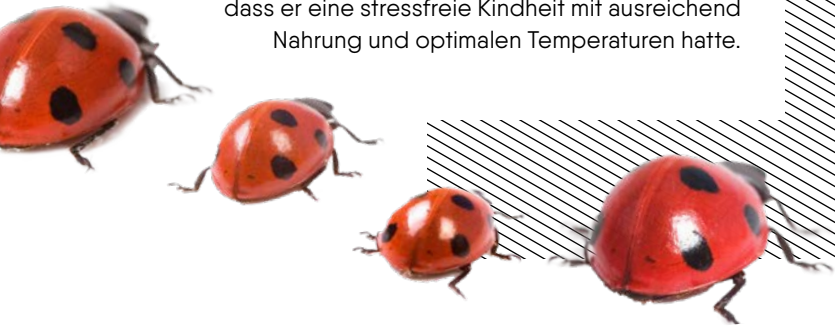 dass er eine stressfreie Kindheit mit ausreichend
Nahrung und optimalen Temperaturen hatte.